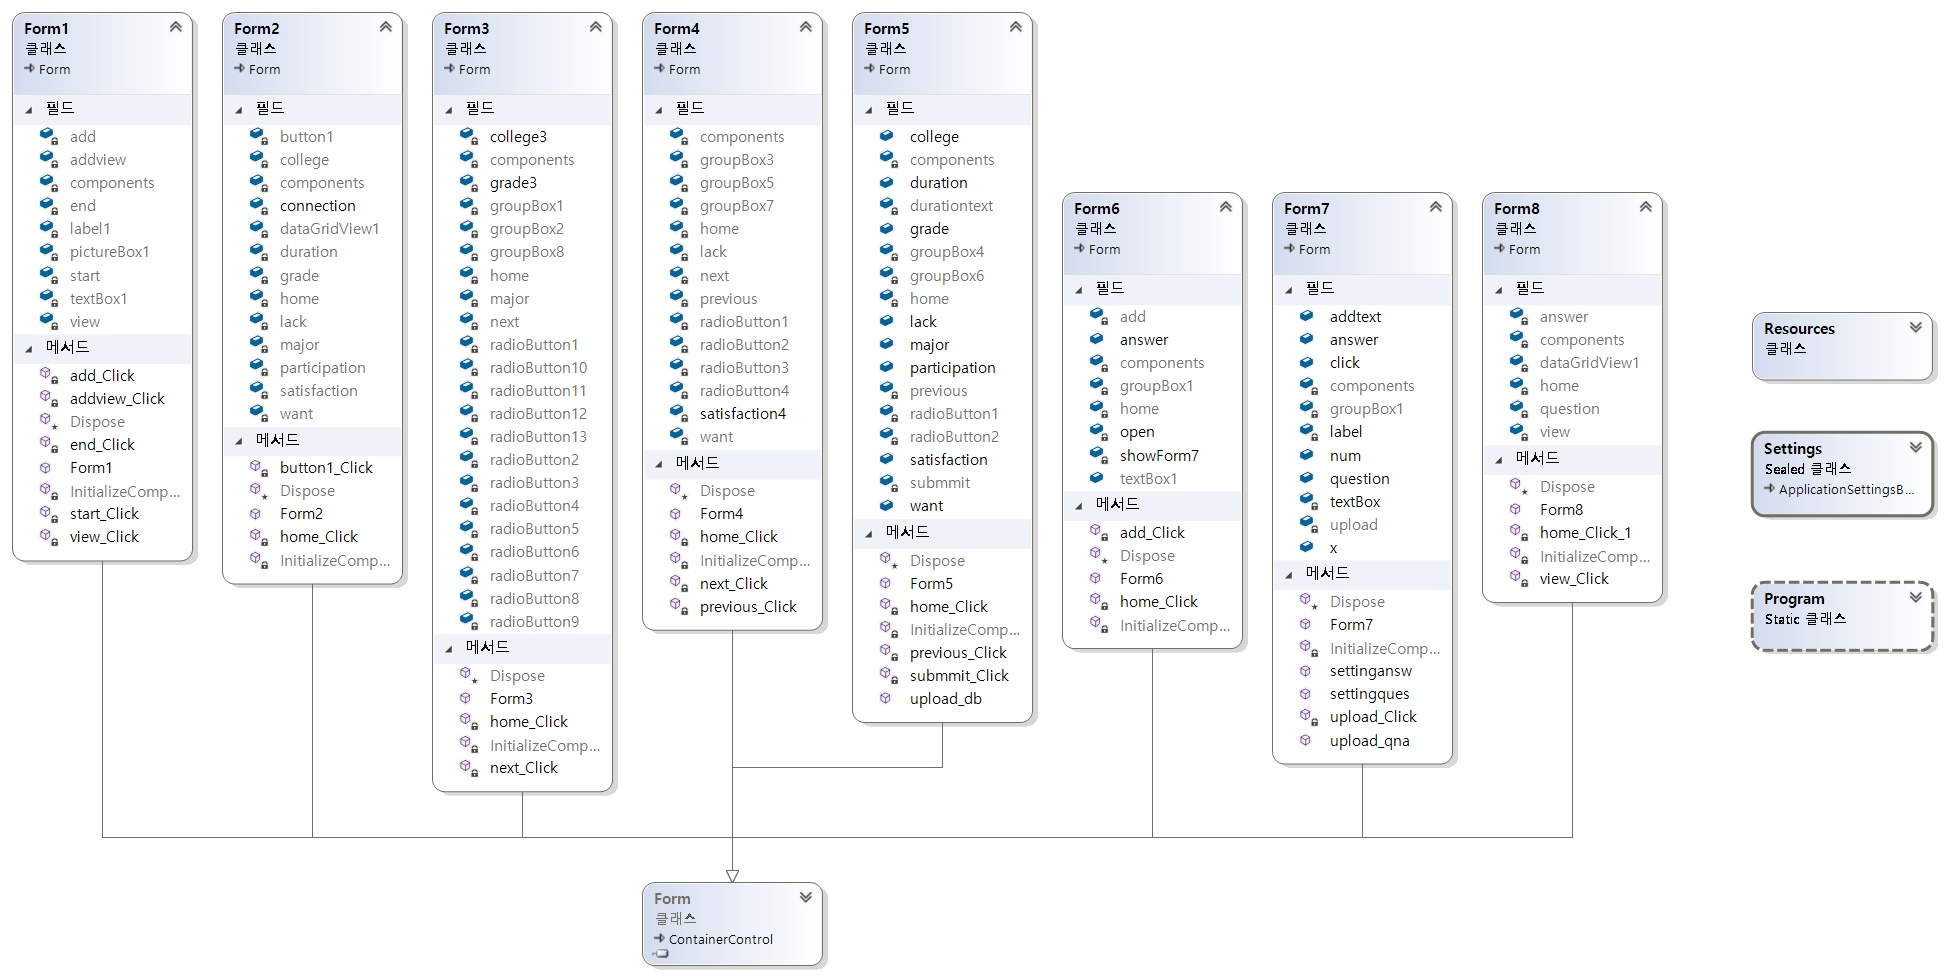 Form1
클래스
Form
필드
add
addview
components
end
label1
pictureBox1
start
textBox1
view
메서드
add_Click
addview_Click
Dispose
end_Click
Form1
InitializeComp...
start_Click
view_Click
Form2
클래스
Form
필드
button1
college
components
connection
dataGridView1
duration
grade
home
lack
major
participation
satisfaction
want
메서드
button1_Click
Dispose
Form2
home_Click
InitializeComp...
Form3
클래스
Form
필드
college3
components
grade3
groupBox1
groupBox2
groupBox8
home
major
next
radioButton1
radioButton10
radioButton11
radioButton12
radioButton13
radioButton2
radioButton3
radioButton4
radioButton5
radioButton6
radioButton7
radioButton8
radioButton9
메서드
Dispose
Form3
home_Click
InitializeComp...
next_Click
Form4
클래스
Form
필드
components
groupBox3
groupBox5
groupBox7
home
lack
next
previous
radioButton1
radioButton2
radioButton3
radioButton4
satisfaction4
want
메서드
Dispose
Form4
home_Click
InitializeComp...
next_Click
previous_Click
Form5
클래스
Form
필드
college
components
duration
durationtext
grade
groupBox4
groupBox6
home
lack
major
participation
previous
radioButton1
radioButton2
satisfaction
submmit
want
메서드
Dispose
Form5
home_Click
InitializeComp...
previous_Click
submmit_Click
upload_db
Form6
클래스
Form
필드
add
answer
components
groupBox1
home
open
showForm7
textBox1
메서드
add_Click
Dispose
Form6
home_Click
InitializeComp...
Form7
클래스
Form
필드
addtext
answer
click
components
groupBox1
label
num
question
textBox
upload
x
메서드
Dispose
Form7
InitializeComp...
settingansw
settingques
upload_Click
upload_qna
Form8
클래스
Form
필드
answer
components
dataGridView1
home
question
view
메서드
Dispose
Form8
home_Click_1
InitializeComp...
view_Click
Resources
클래스
Settings
Sealed 클래스
ApplicationSettingsB...
Program
Static 클래스
Form
클래스
ContainerControl